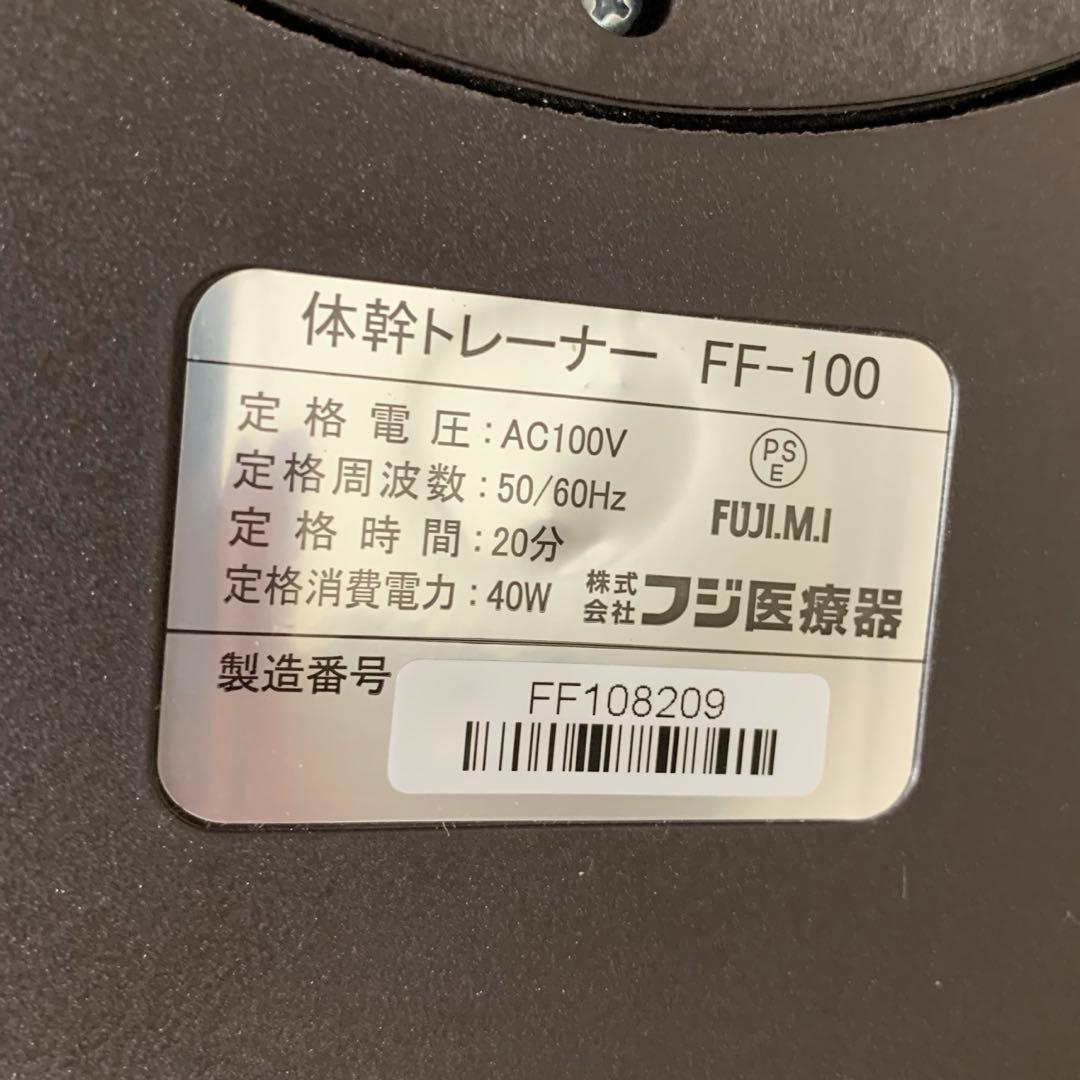 体幹トレーナー FF-100
定格電圧:AC100V
定格周波数:50/60Hz
定格時間:20分
定格消費電力:40W
PS
E
FUJI.M.I
株式
会社 フジ医療器
製造番号
FF108209